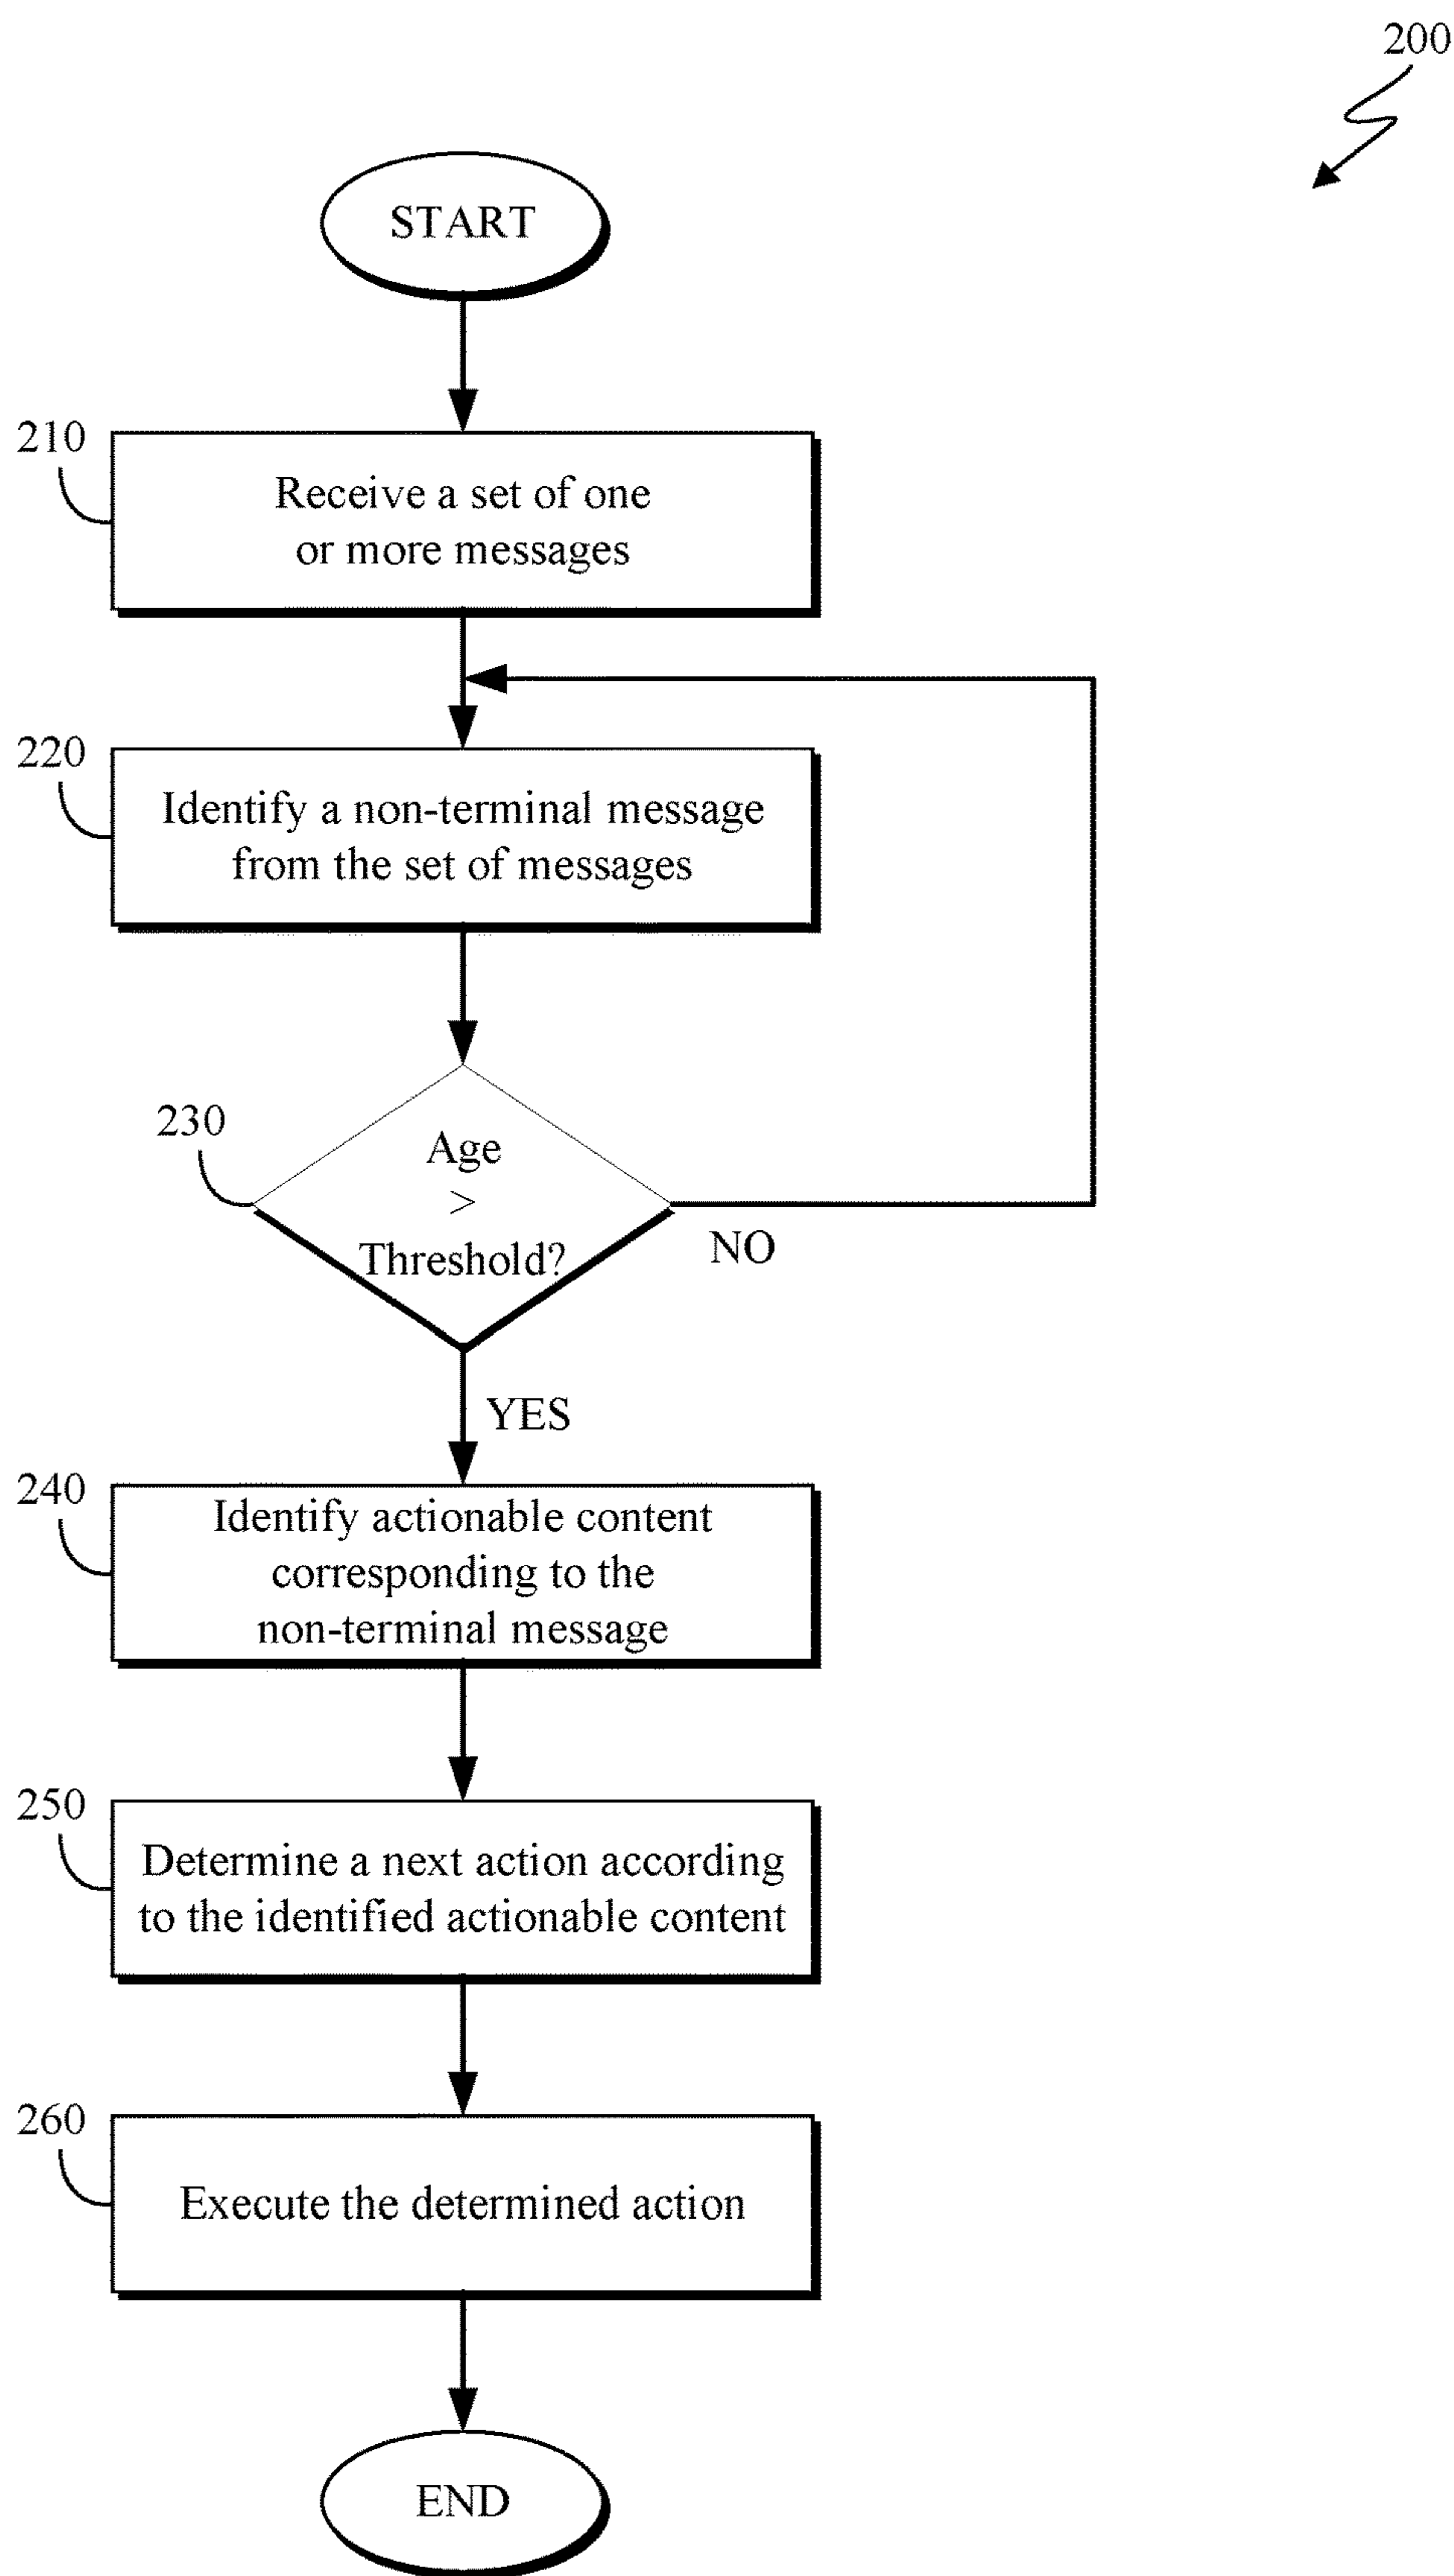 200
START
210
Receive a set of one
or more messages
220
Identify a non-terminal message
from the set of messages
230
Age
>
Threshold?
NO
YES
240
Identify actionable content
corresponding to the
non-terminal message
250
Determine a next action according
to the identified actionable content
260
Execute the determined action
END